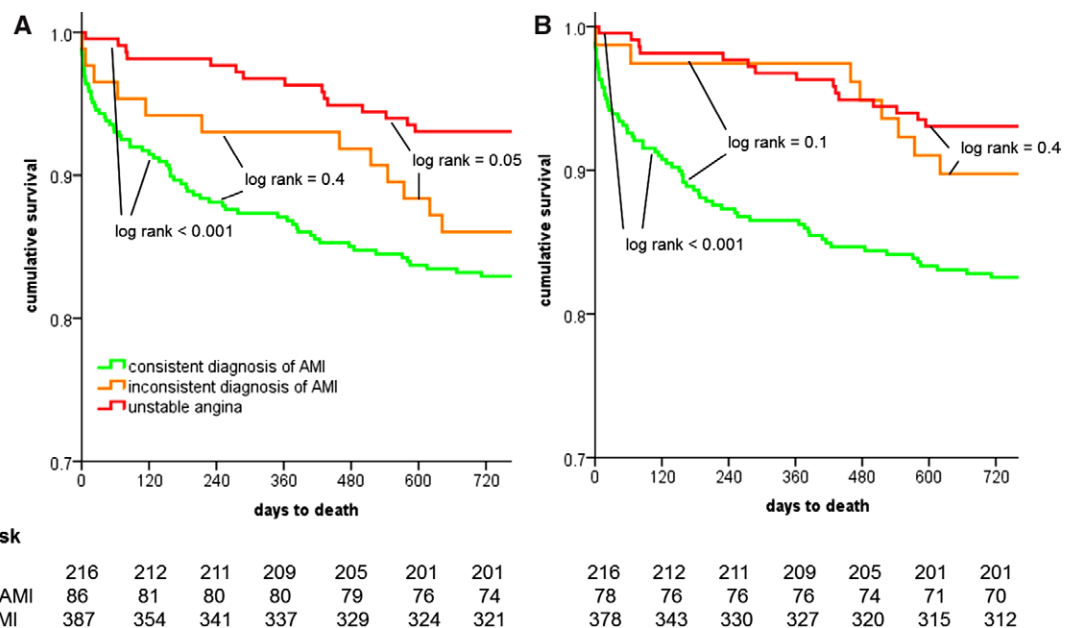 A
1.0
0.9
0.8
0.7
cumulative survival
log rank = 0.05
log rank = 0.4
log rank < 0.001
consistent diagnosis of AMI
inconsistent diagnosis of AMI
unstable angina
0 120 240 360 480 600 720
days to death
B
1.0
0.9
0.8
0.7
cumulative survival
log rank = 0.1
log rank = 0.4
log rank < 0.001
0 120 240 360 480 600 720
days to death
sk
216 212 211 209 205 201 201 216 212 211 209 205 201 201
AMI 86 81 80 80 79 76 74 78 76 76 76 74 71 70
MI 387 354 341 337 329 324 321 378 343 330 327 320 315 312